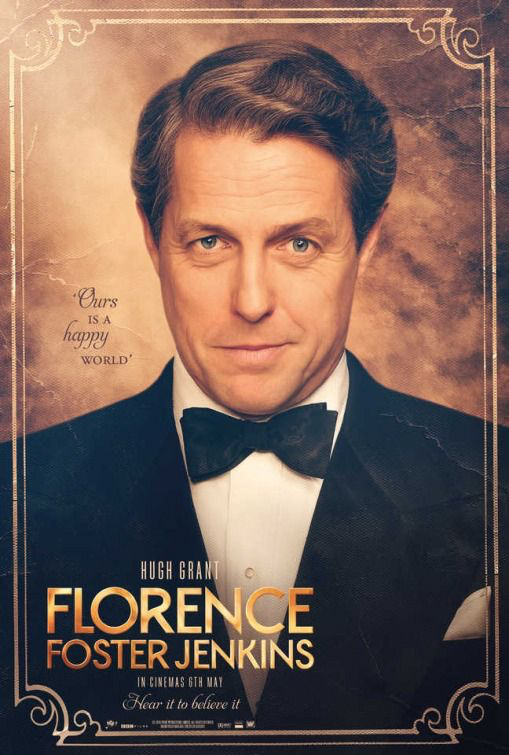 ‘Ours
IS A
happy
WORLD’
HUGH GRANT
FLORENCE
FOSTER JENKINS
IN CINEMAS 6TH MAY
Hear it to believe it